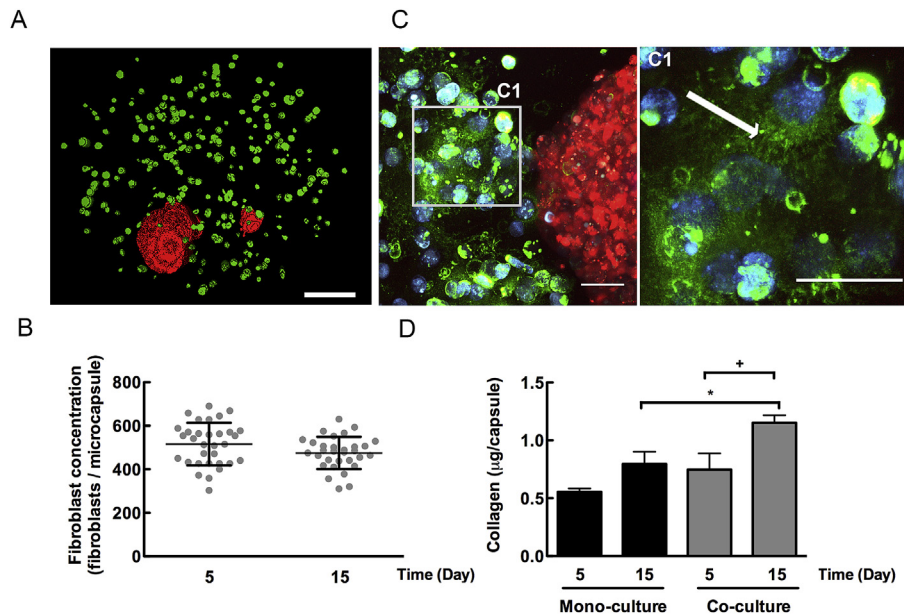 A
C
C1
C1
B
Fibroblast concentration
(fibroblasts / microcapsule)
800
600
400
200
0
5
15
Time (Day)
D
Collagen (µg/capsule)
1.5
1.0
0.5
0.0
+
*
5
15
5
15
Time (Day)
Mono-culture
Co-culture